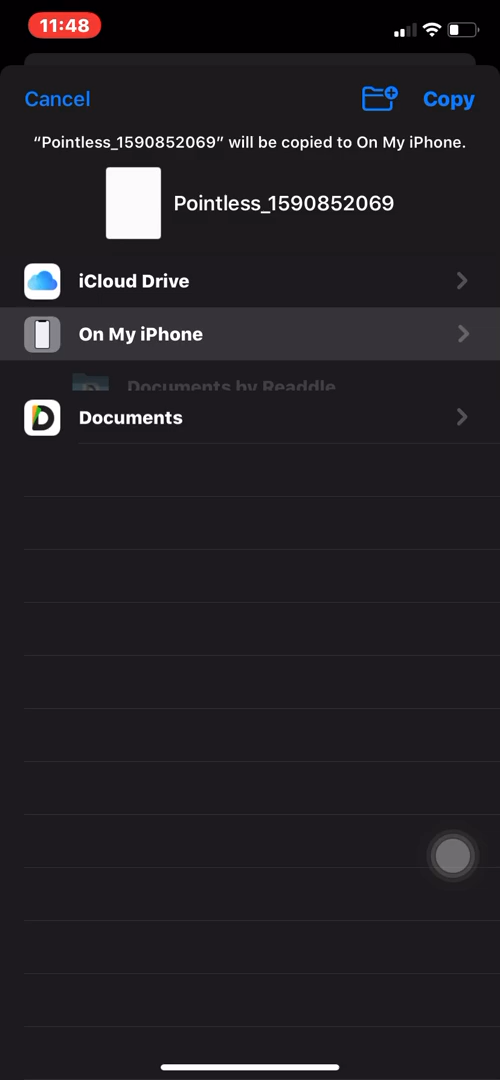 11:48
Cancel
Copy
“Pointless_1590852069” will be copied to On My iPhone.
Pointless_1590852069
iCloud Drive
On My iPhone
Documents by Readdle
Documents